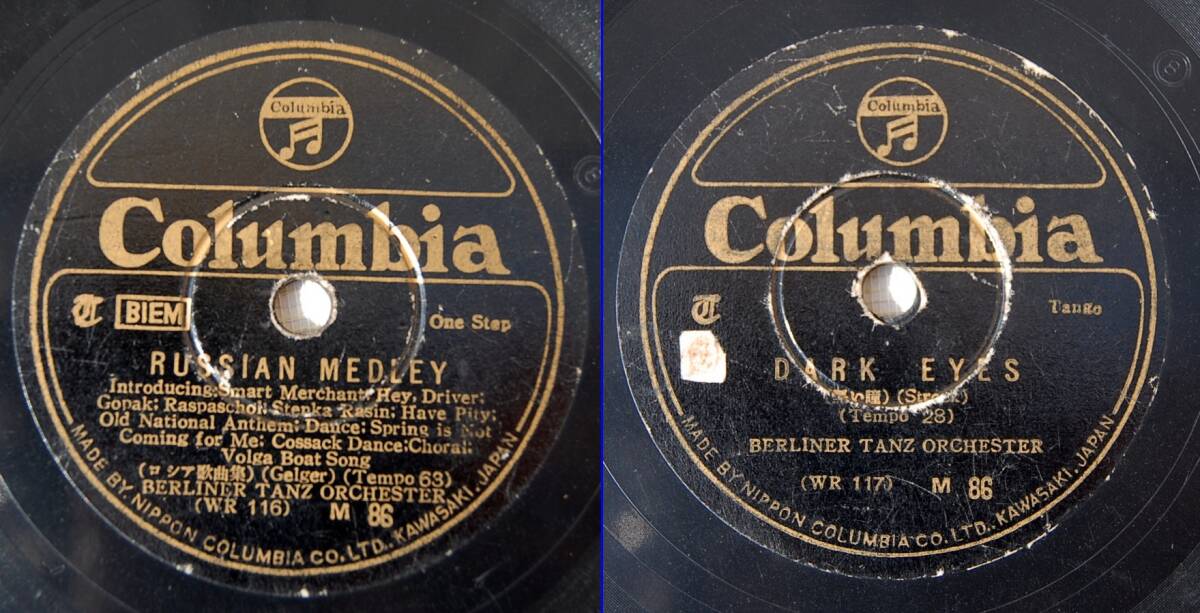 Columbia
Columbia
T BIEM
One Step
RUSSIAN MEDLEY
Introducing: Smart Merchant; Hey, Driver;
Gopak; Raspaschol; Stenka Rasin; Have Pity;
Old National Anthem; Dance; Spring is Not
Coming for Me; Cossack Dance; Choral;
Volga Boat Song
(ロシア歌曲集) (Geiger) (Tempo 63)
BERLINER TANZ ORCHESTER
(WR 116) M 86
MADE BY NIPPON COLUMBIA CO. LTD., KAWASAKI, JAPAN
Columbia
Columbia
T
Tango
DARK EYES
瞳)
(Tempo 28)
BERLINER TANZ ORCHESTER
(WR 117) M 86
MADE BY NIPPON COLUMBIA CO. LTD., KAWASAKI, JAPAN